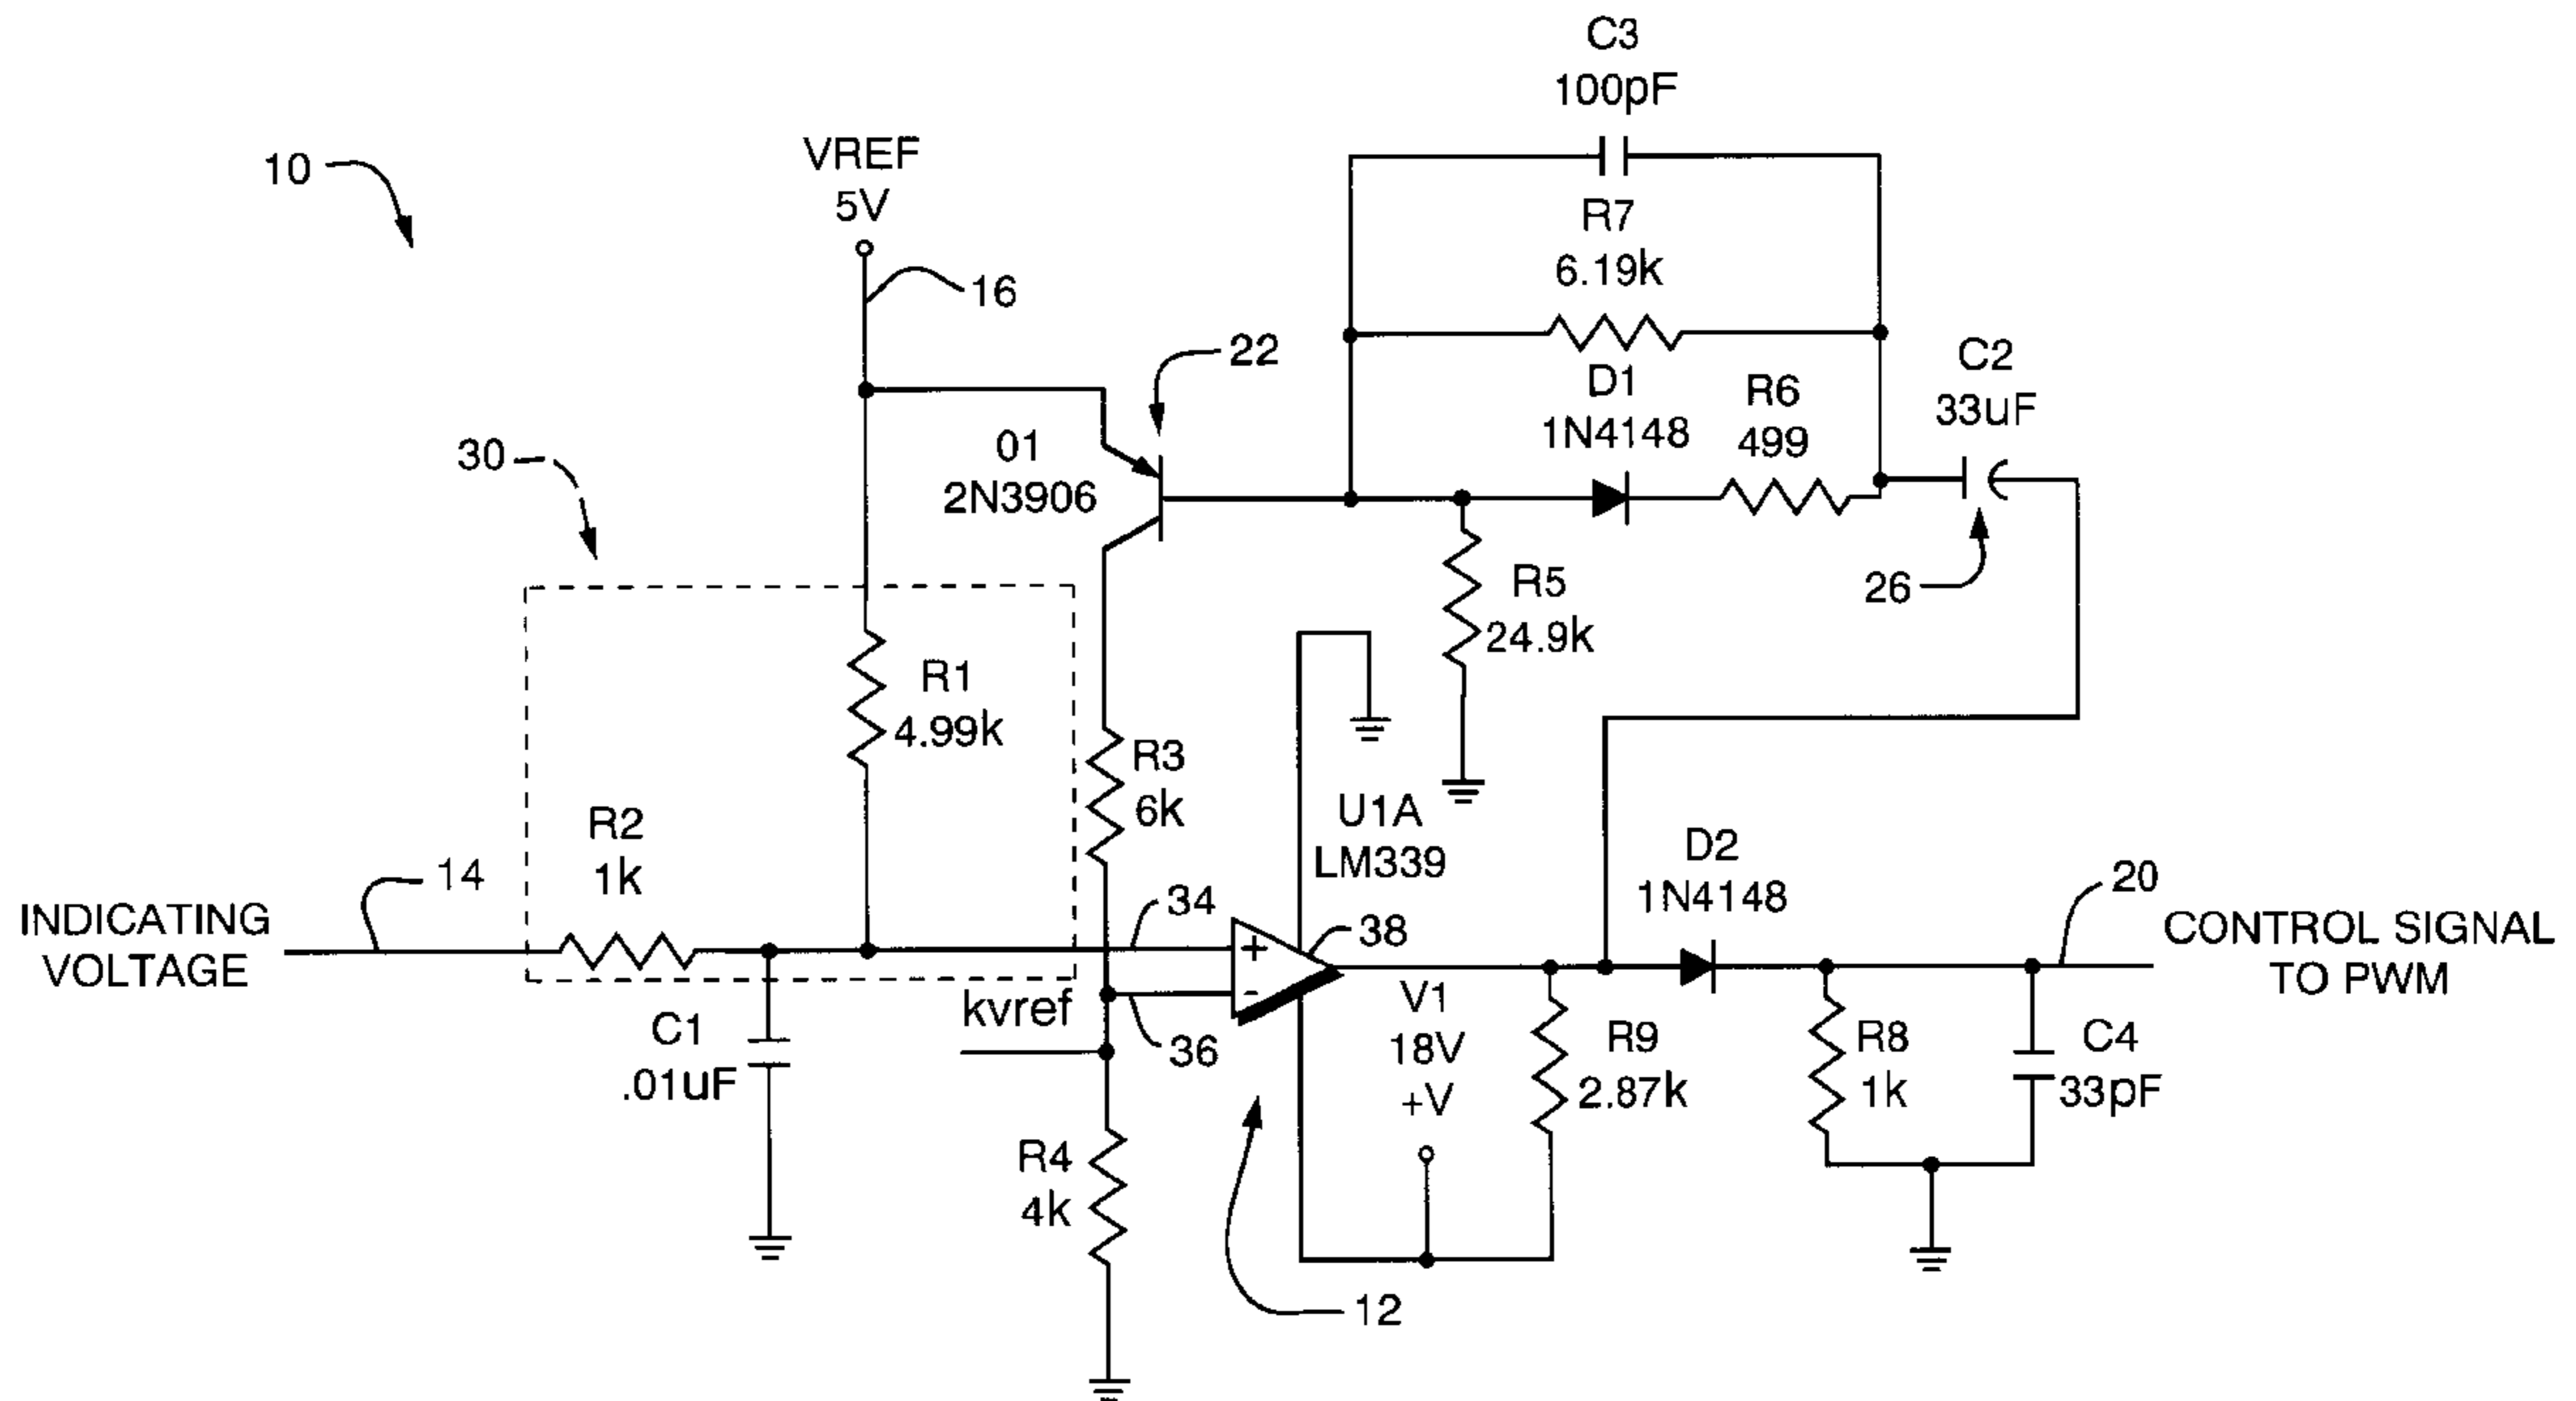 C3
100pF
10
VREF
5V
R7
6.19k
16
22
C2
33uF
D1
1N4148
R6
499
30
01
2N3906
26
R5
24.9k
R1
4.99k
R3
6k
U1A
LM339
R2
1k
D2
1N4148
14
34
38
20
INDICATING
VOLTAGE
+
-
CONTROL SIGNAL
TO PWM
kvref
36
V1
18V
+V
C1
.01uF
R9
2.87k
R8
1k
C4
33pF
R4
4k
12